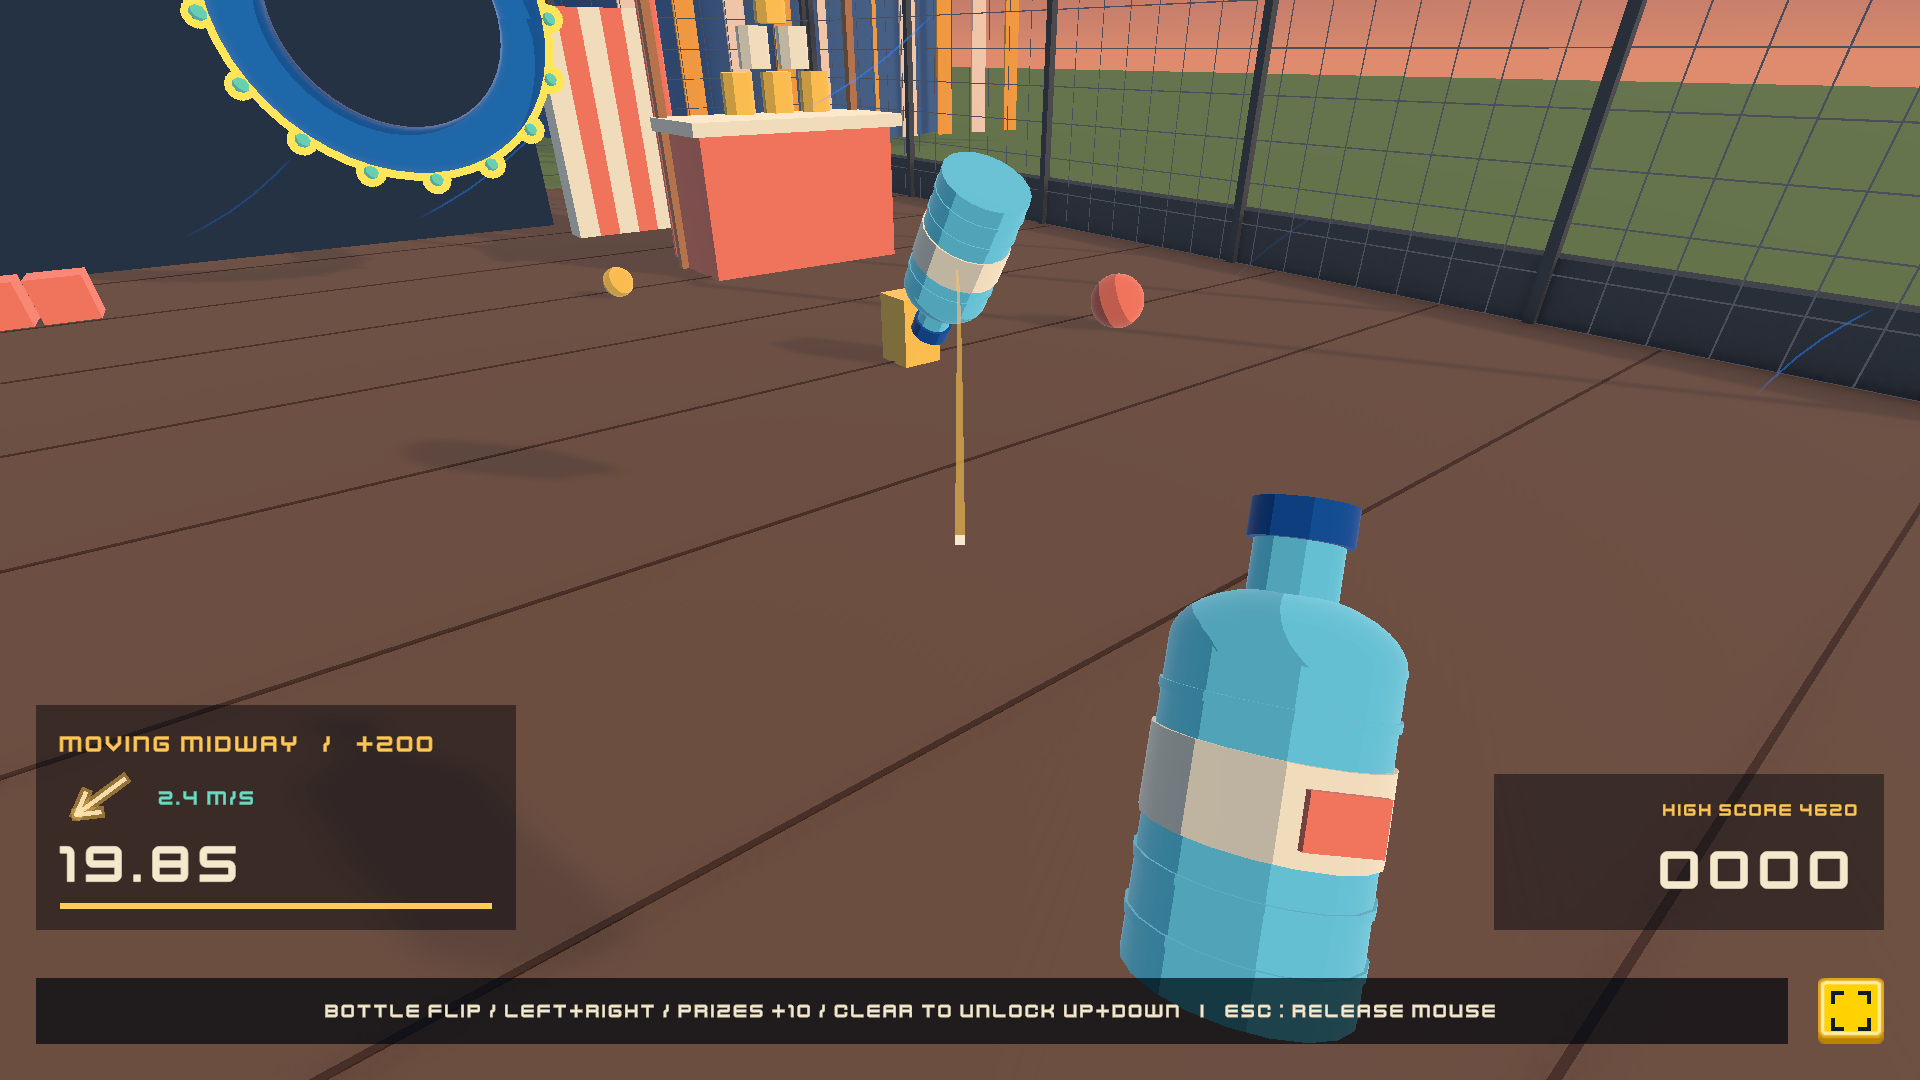 MOVING MIDWAY / +200
2.4 M/S
19.8S
HIGH SCORE 4620
0000
BOTTLE FLIP / LEFT+RIGHT / PRIZES +10 / CLEAR TO UNLOCK UP+DOWN | ESC : RELEASE MOUSE